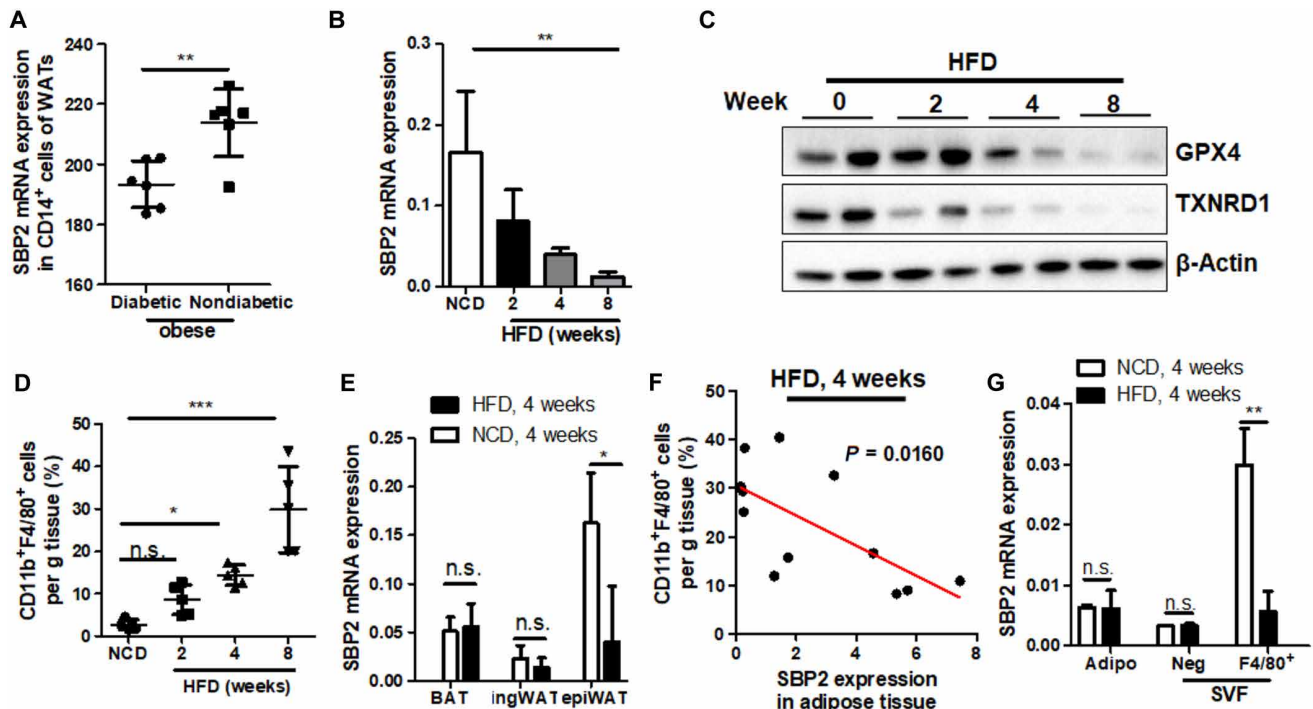 A
SBP2 mRNA expression
in CD14⁺ cells of WATs
240
220
200
180
160
**
Diabetic Nondiabetic
obese
B
SBP2 mRNA expression
0.3
0.2
0.1
0.0
**
NCD 2 4 8
HFD (weeks)
C
HFD
Week 0 2 4 8
GPX4
TXNRD1
β-Actin
D
CD11b⁺F4/80⁺ cells
per g tissue (%)
50
40
30
20
10
0
***
*
n.s.
NCD 2 4 8
HFD (weeks)
E
HFD, 4 weeks
NCD, 4 weeks
SBP2 mRNA expression
0.25
0.20
0.15
0.10
0.05
0.00
n.s.
n.s.
*
BAT ingWAT epiWAT
F
HFD, 4 weeks
CD11b⁺F4/80⁺ cells
per g tissue (%)
50
40
30
20
10
0
P = 0.0160
0 2 4 6 8
SBP2 expression
in adipose tissue
G
NCD, 4 weeks
HFD, 4 weeks
SBP2 mRNA expression
0.04
0.03
0.02
0.010
0.005
0.000
n.s.
n.s.
**
Adipo Neg F4/80⁺
SVF